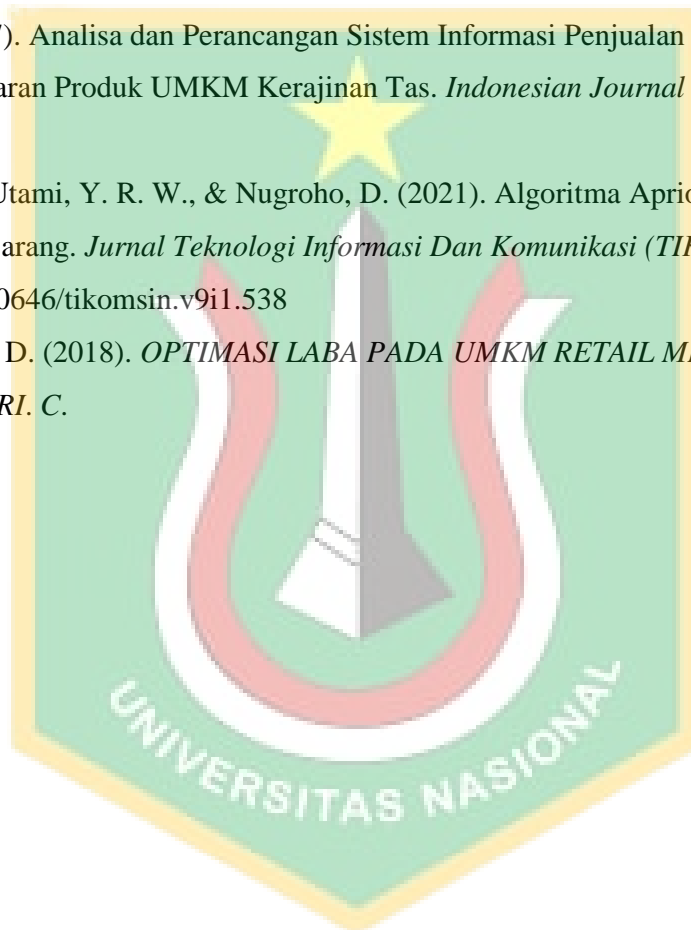 ). Analisa dan Perancangan Sistem Informasi Penjualan
aran Produk UMKM Kerajinan Tas. Indonesian Journal
Utami, Y. R. W., & Nugroho, D. (2021). Algoritma Aprio
arang. Jurnal Teknologi Informasi Dan Komunikasi (TIK
0646/tikomsin.v9i1.538
D. (2018). OPTIMASI LABA PADA UMKM RETAIL ME
RI. C.
UNIVERSITAS NASIONAL